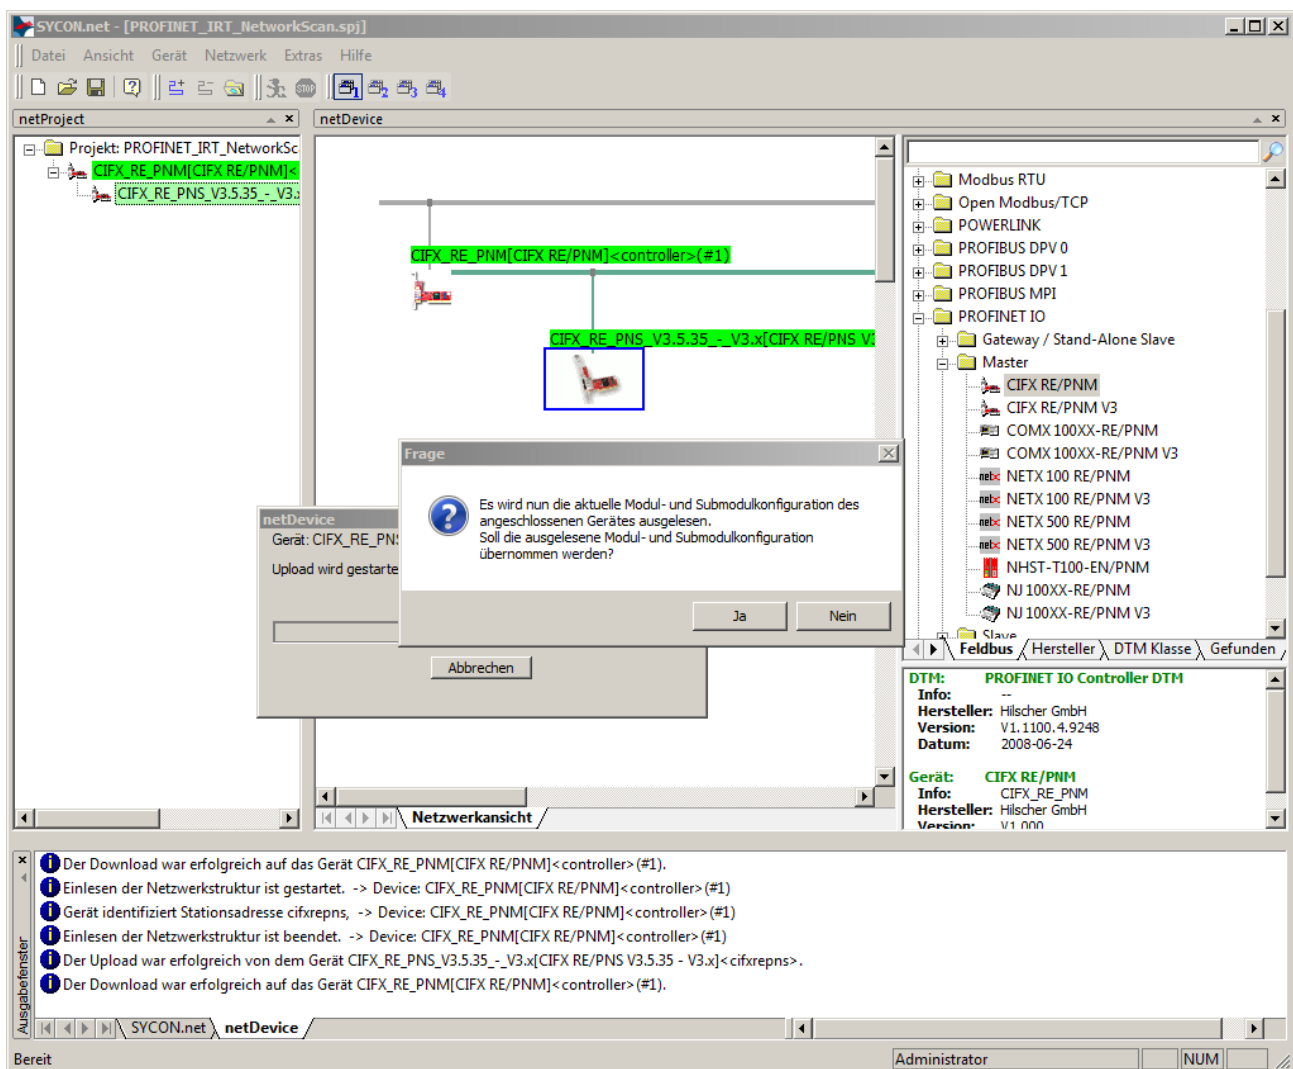 SYCON.net - [PROFINET_IRT_NetworkScan.spj]
Datei Ansicht Gerät Netzwerk Extras Hilfe
netProject
netDevice
Projekt: PROFINET_IRT_NetworkSc
CIFX_RE_PNM[CIFX RE/PNM]<
CIFX_RE_PNS_V3.5.35_-_V3.x
CIFX_RE_PNM[CIFX RE/PNM]<controller>(#1)
CIFX_RE_PNS_V3.5.35_-_V3.x[CIFX RE/PNS V3
Modbus RTU
Open Modbus/TCP
POWERLINK
PROFIBUS DPV0
PROFIBUS DPV1
PROFIBUS MPI
PROFINET IO
Gateway / Stand-Alone Slave
Master
CIFX RE/PNM
CIFX RE/PNM V3
COMX 100XX-RE/PNM
COMX 100XX-RE/PNM V3
NETX 100 RE/PNM
NETX 100 RE/PNM V3
NETX 500 RE/PNM
NETX 500 RE/PNM V3
NHST-T100-EN/PNM
NJ 100XX-RE/PNM
NJ 100XX-RE/PNM V3
Slave
Feldbus Hersteller DTM Klasse Gefunden
DTM: PROFINET IO Controller DTM
Info: --
Hersteller: Hilscher GmbH
Version: V1.1100.4.9248
Datum: 2008-06-24
Gerät: CIFX RE/PNM
Info: CIFX_RE_PNM
Hersteller: Hilscher GmbH
Version: V1.000
netDevice
Gerät: CIFX_RE_PNS
Upload wird gestarte
Abbrechen
Frage
Es wird nun die aktuelle Modul- und Submodulkonfiguration des
angeschlossenen Gerätes ausgelesen.
Soll die ausgelesene Modul- und Submodulkonfiguration
übernommen werden?
Ja Nein
Netzwerkansicht
Der Download war erfolgreich auf das Gerät CIFX_RE_PNM[CIFX RE/PNM]<controller>(#1).
Einlesen der Netzwerkstruktur ist gestartet. -> Device: CIFX_RE_PNM[CIFX RE/PNM]<controller>(#1)
Gerät identifiziert Stationsadresse cifxrepns, -> Device: CIFX_RE_PNM[CIFX RE/PNM]<controller>(#1)
Einlesen der Netzwerkstruktur ist beendet. -> Device: CIFX_RE_PNM[CIFX RE/PNM]<controller>(#1)
Der Upload war erfolgreich von dem Gerät CIFX_RE_PNS_V3.5.35_-_V3.x[CIFX RE/PNS V3.5.35 - V3.x]<cifxrepns>.
Der Download war erfolgreich auf das Gerät CIFX_RE_PNM[CIFX RE/PNM]<controller>(#1).
Ausgabefenster
SYCON.net netDevice
Bereit
Administrator
NUM